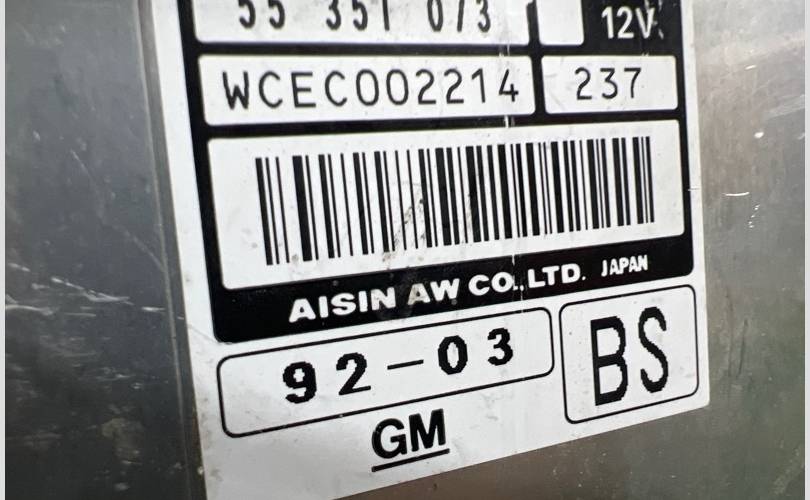 55 351 073
12V
WCEC002214
237
AISIN AW CO.,LTD. JAPAN
92-03
BS
GM